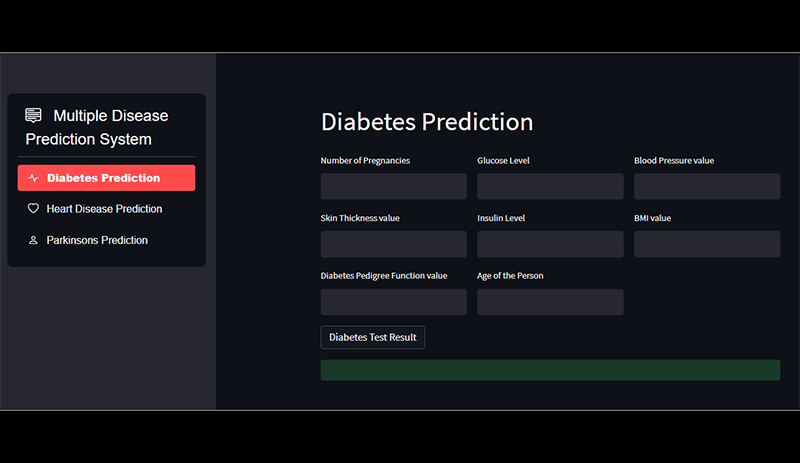 Multiple Disease
Prediction System
Diabetes Prediction
Heart Disease Prediction
Parkinsons Prediction
Diabetes Prediction
Number of Pregnancies
Glucose Level
Blood Pressure value
Skin Thickness value
Insulin Level
BMI value
Diabetes Pedigree Function value
Age of the Person
Diabetes Test Result